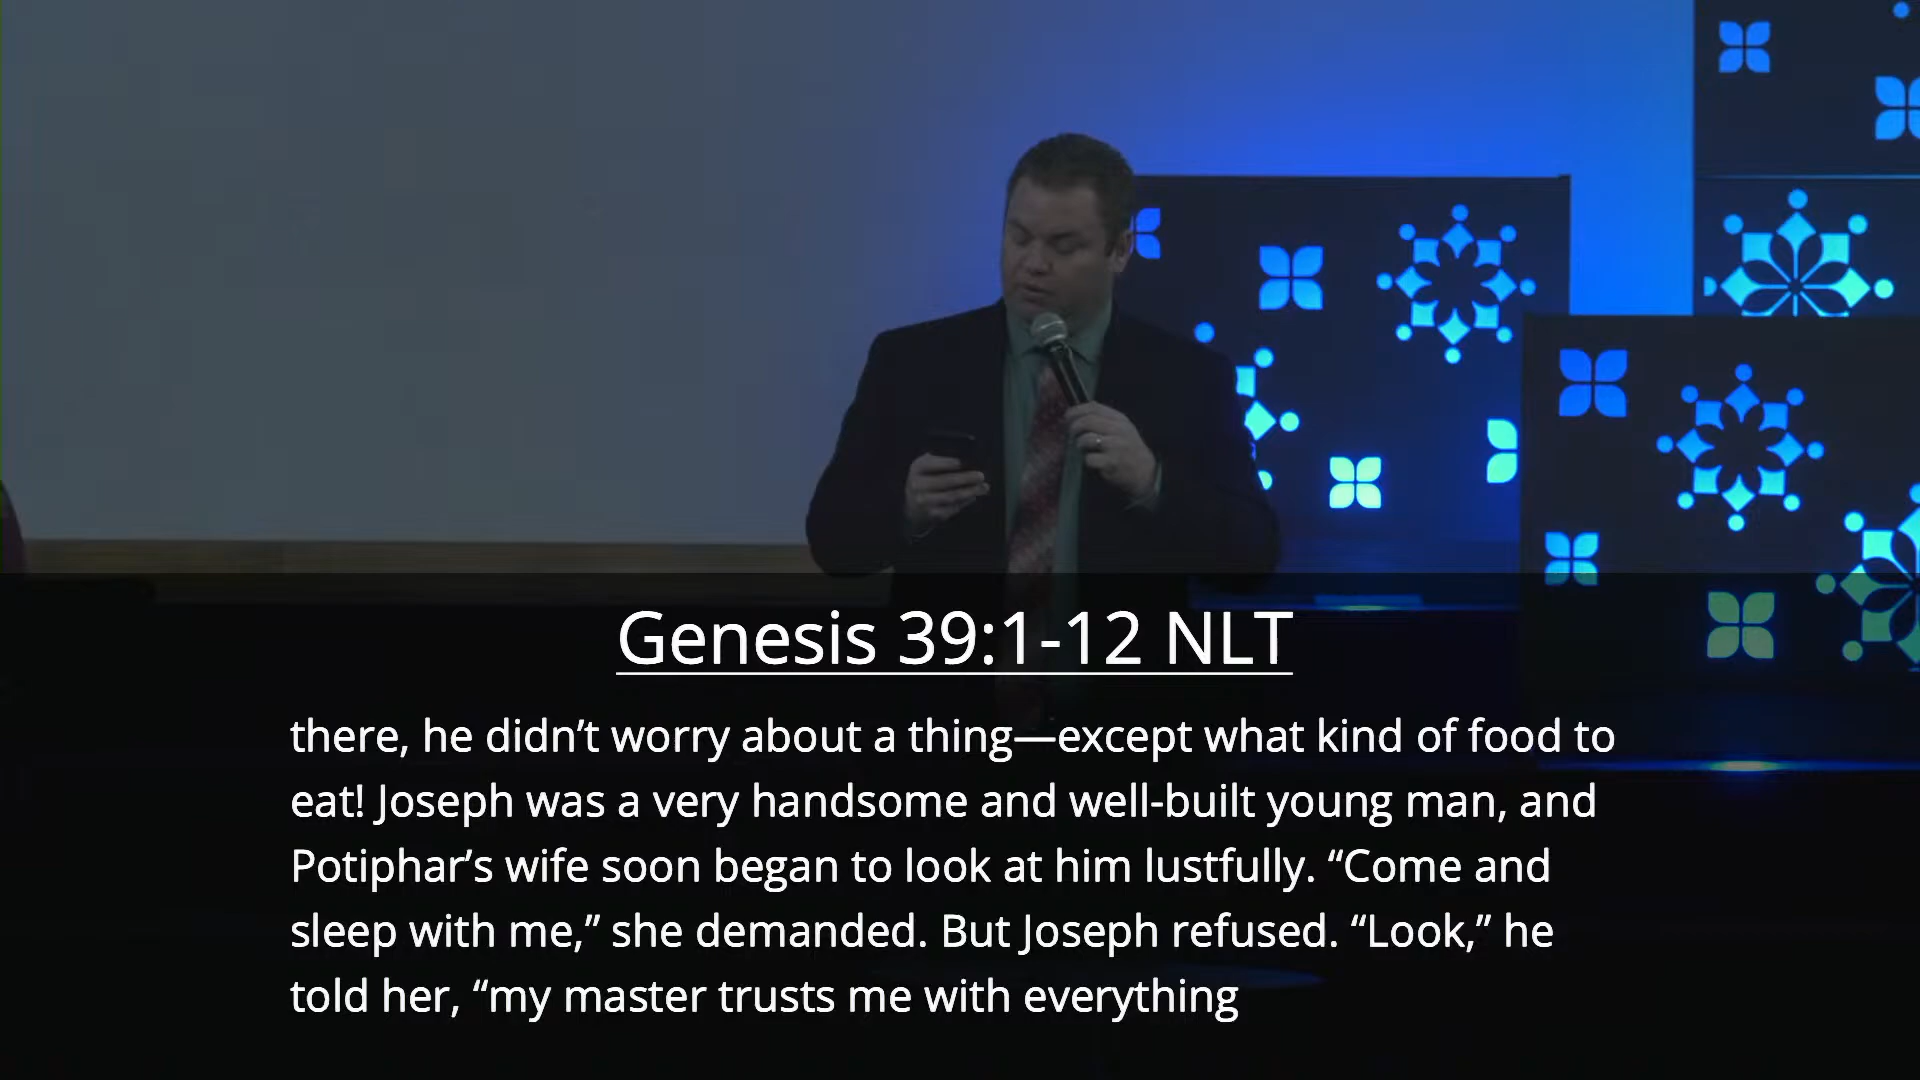 Genesis 39:1-12 NLT
there, he didn’t worry about a thing—except what kind of food to
eat! Joseph was a very handsome and well-built young man, and
Potiphar’s wife soon began to look at him lustfully. “Come and
sleep with me,” she demanded. But Joseph refused. “Look,” he
told her, “my master trusts me with everything